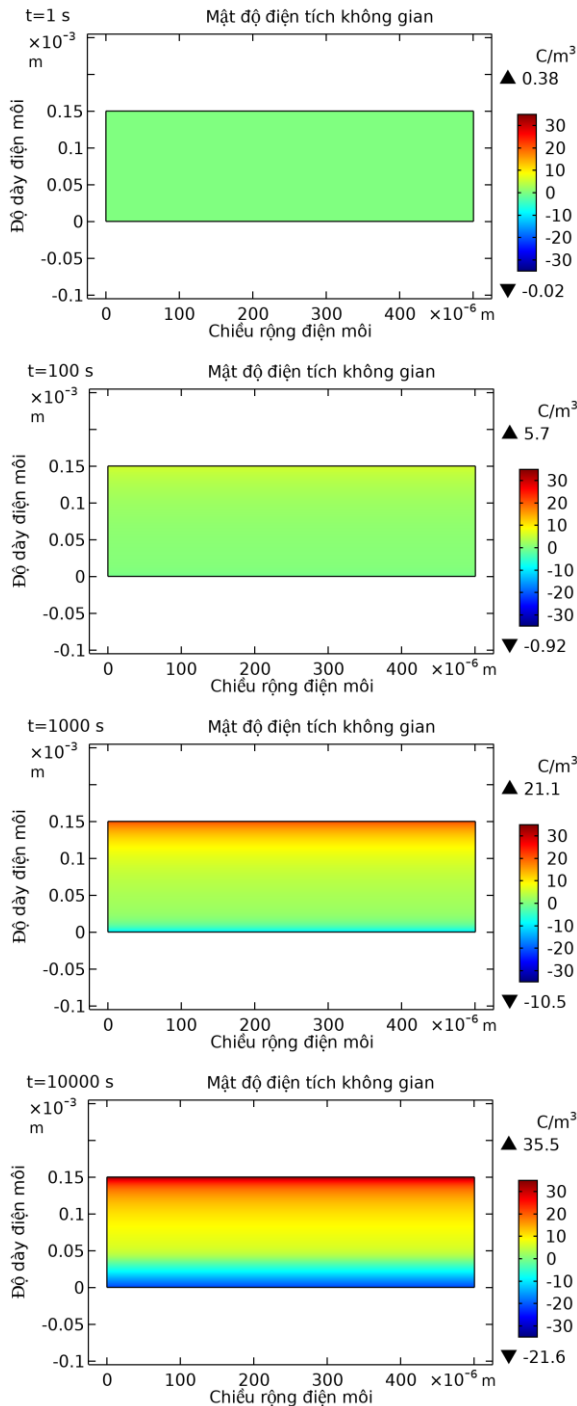 t=1 s Mật độ điện tích không gian
×10⁻³
m
C/m³
▲ 0.38
0.15
0.1
0.05
0
-0.05
-0.1
Độ dày điện môi
30
20
10
0
-10
-20
-30
▼ -0.02
0 100 200 300 400 ×10⁻⁶ m
Chiều rộng điện môi
t=100 s Mật độ điện tích không gian
×10⁻³
m
C/m³
▲ 5.7
0.15
0.1
0.05
0
-0.05
-0.1
Độ dày điện môi
30
20
10
0
-10
-20
-30
▼ -0.92
0 100 200 300 400 ×10⁻⁶ m
Chiều rộng điện môi
t=1000 s Mật độ điện tích không gian
×10⁻³
m
C/m³
▲ 21.1
0.15
0.1
0.05
0
-0.05
-0.1
Độ dày điện môi
30
20
10
0
-10
-20
-30
▼ -10.5
0 100 200 300 400 ×10⁻⁶ m
Chiều rộng điện môi
t=10000 s Mật độ điện tích không gian
×10⁻³
m
C/m³
▲ 35.5
0.15
0.1
0.05
0
-0.05
-0.1
Độ dày điện môi
30
20
10
0
-10
-20
-30
▼ -21.6
0 100 200 300 400 ×10⁻⁶ m
Chiều rộng điện môi